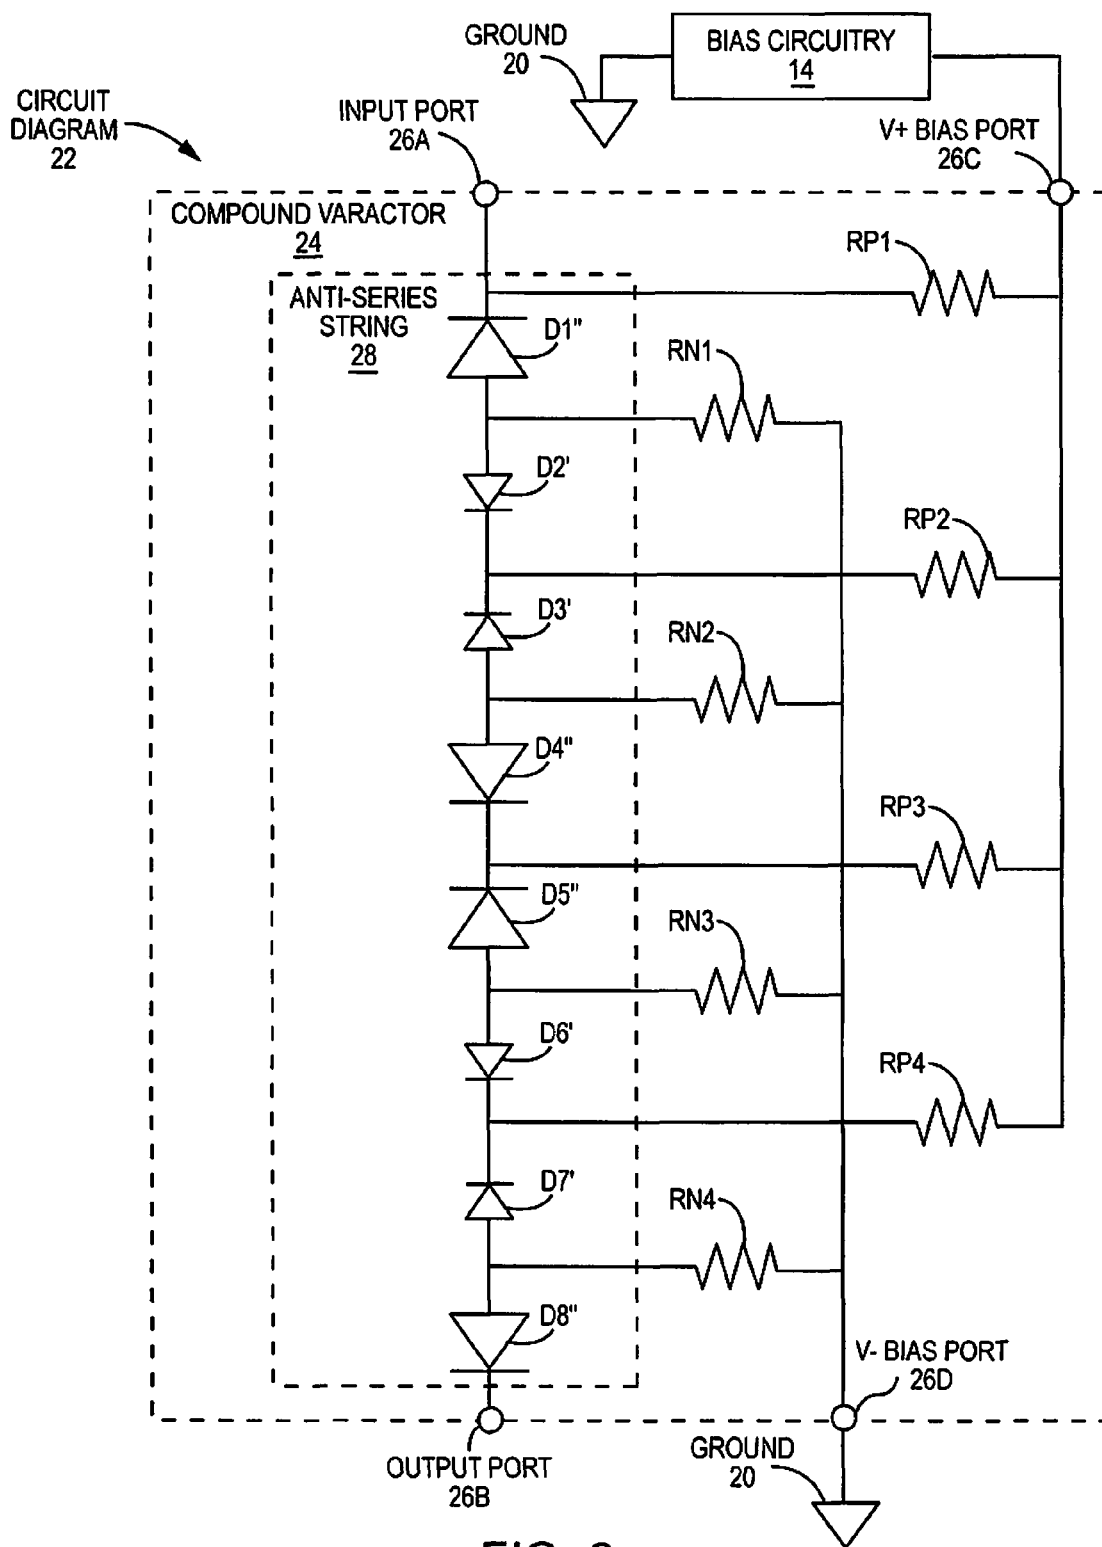 GROUND
20
BIAS CIRCUITRY
14
CIRCUIT
DIAGRAM
22
INPUT PORT
26A
V+ BIAS PORT
26C
COMPOUND VARACTOR
24
RP1
ANTI-SERIES
STRING
28
D1"
RN1
D2'
RP2
D3'
RN2
D4"
RP3
D5"
RN3
D6'
RP4
D7'
RN4
D8"
V- BIAS PORT
26D
OUTPUT PORT
26B
GROUND
20